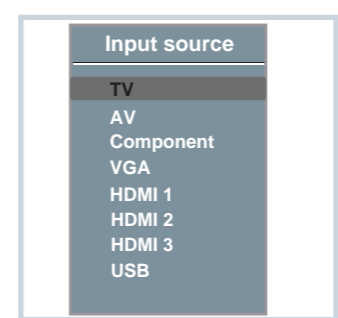 Input source
TV
AV
Component
VGA
HDMI 1
HDMI 2
HDMI 3
USB